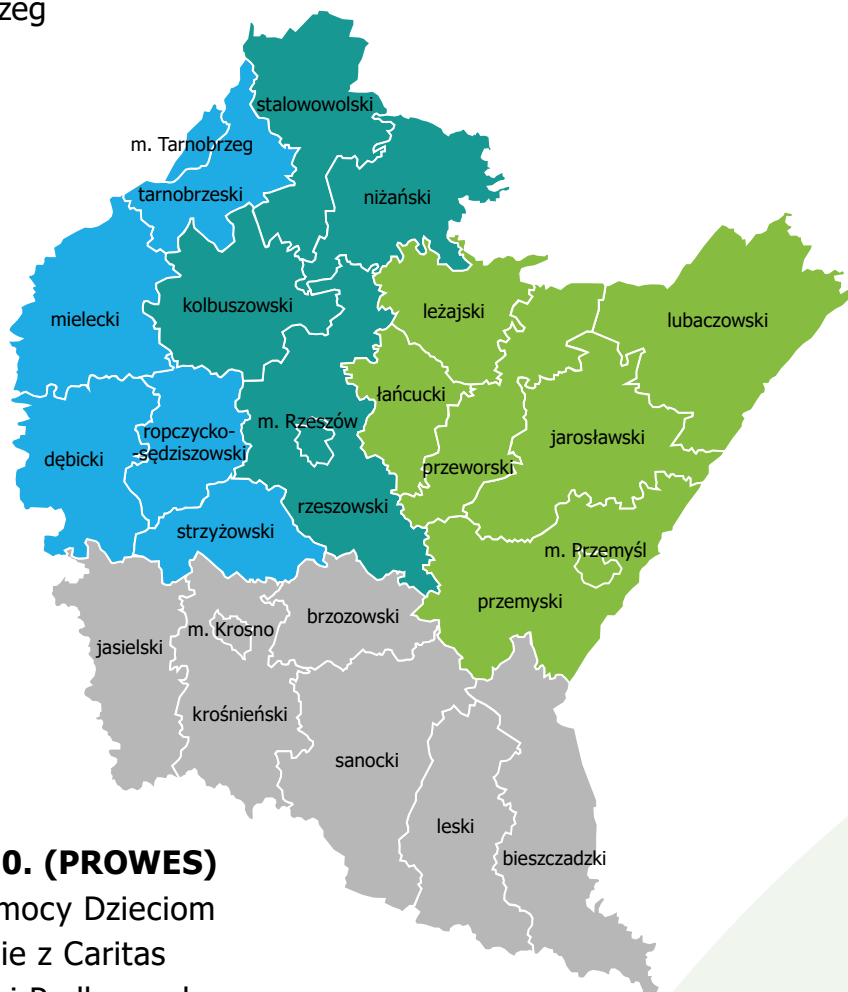 zeg
stalowowolski
m. Tarnobrzeg
tarnobrzeski
niżański
kolbuszowski
mielecki
leżajski
lubaczowski
łańcucki
m. Rzeszów
ropczycko-
-sędziszowski
jarosławski
dębicki
przeworski
rzeszowski
strzyżowski
m. Przemyśl
przemyski
brzozowski
m. Krosno
jasielski
krośnieński
sanocki
leski
bieszczadzki
0. (PROWES)
mocy Dzieciom
ie z Caritas